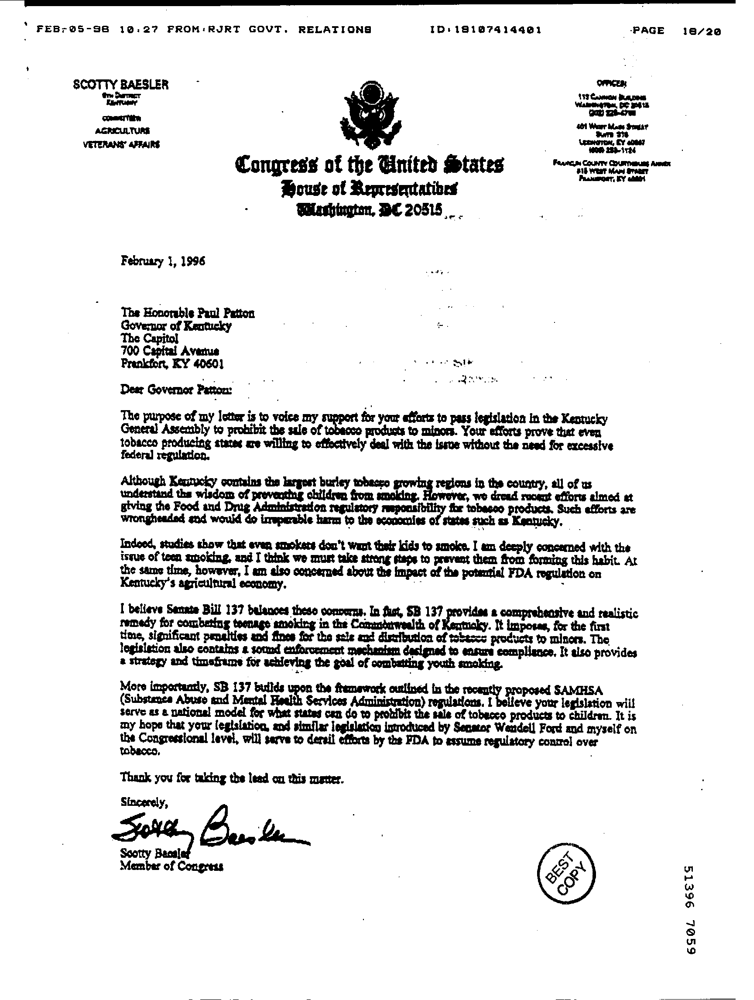 FEB-05-98 10:27 FROM:RJRT GOVT. RELATIONS ID:19107414401 PAGE 18/20
SCOTTY BAESLER
KENTUCKY
COMMITTEES
AGRICULTURE
VETERANS' AFFAIRS
OFFICES:
401 WEST MAIN STREET
LEXINGTON, KY
FRANKLIN COUNTY COURTHOUSE ANNEX
315 WEST MAIN STREET
FRANKFORT, KY
Congress of the United States
House of Representatives
Washington, DC 20515
February 1, 1996
The Honorable Paul Patton
Governor of Kentucky
The Capitol
700 Capital Avenue
Frankfort, KY 40601
Dear Governor Patton:
The purpose of my letter is to voice my support for your efforts to pass legislation in the Kentucky
General Assembly to prohibit the sale of tobacco products to minors. Your efforts prove that even
tobacco producing states are willing to effectively deal with the issue without the need for excessive
federal regulation.
Although Kentucky contains the largest burley tobacco growing regions in the country, all of us
understand the wisdom of preventing children from smoking. However, we dread recent efforts aimed at
giving the Food and Drug Administration regulatory responsibility for tobacco products. Such efforts are
wrongheaded and would do irreparable harm to the economies of states such as Kentucky.
Indeed, studies show that even smokers don't want their kids to smoke. I am deeply concerned with the
issue of teen smoking, and I think we must take strong steps to prevent them from forming this habit. At
the same time, however, I am also concerned about the impact of the potential FDA regulation on
Kentucky's agricultural economy.
I believe Senate Bill 137 balances these concerns. In fact, SB 137 provides a comprehensive and realistic
remedy for combating teenage smoking in the Commonwealth of Kentucky. It imposes, for the first
time, significant penalties and fines for the sale and distribution of tobacco products to minors. The
legislation also contains a sound enforcement mechanism designed to ensure compliance. It also provides
a strategy and timeframe for achieving the goal of combatting youth smoking.
More importantly, SB 137 builds upon the framework outlined in the recently proposed SAMHSA
(Substance Abuse and Mental Health Services Administration) regulations. I believe your legislation will
serve as a national model for what states can do to prohibit the sale of tobacco products to children. It is
my hope that your legislation, and similar legislation introduced by Senator Wendell Ford and myself on
the Congressional level, will serve to derail efforts by the FDA to assume regulatory control over
tobacco.
Thank you for taking the lead on this matter.
Sincerely,
Scotty Baesler
Scotty Baesler
Member of Congress
BEST
COPY
51396 7059